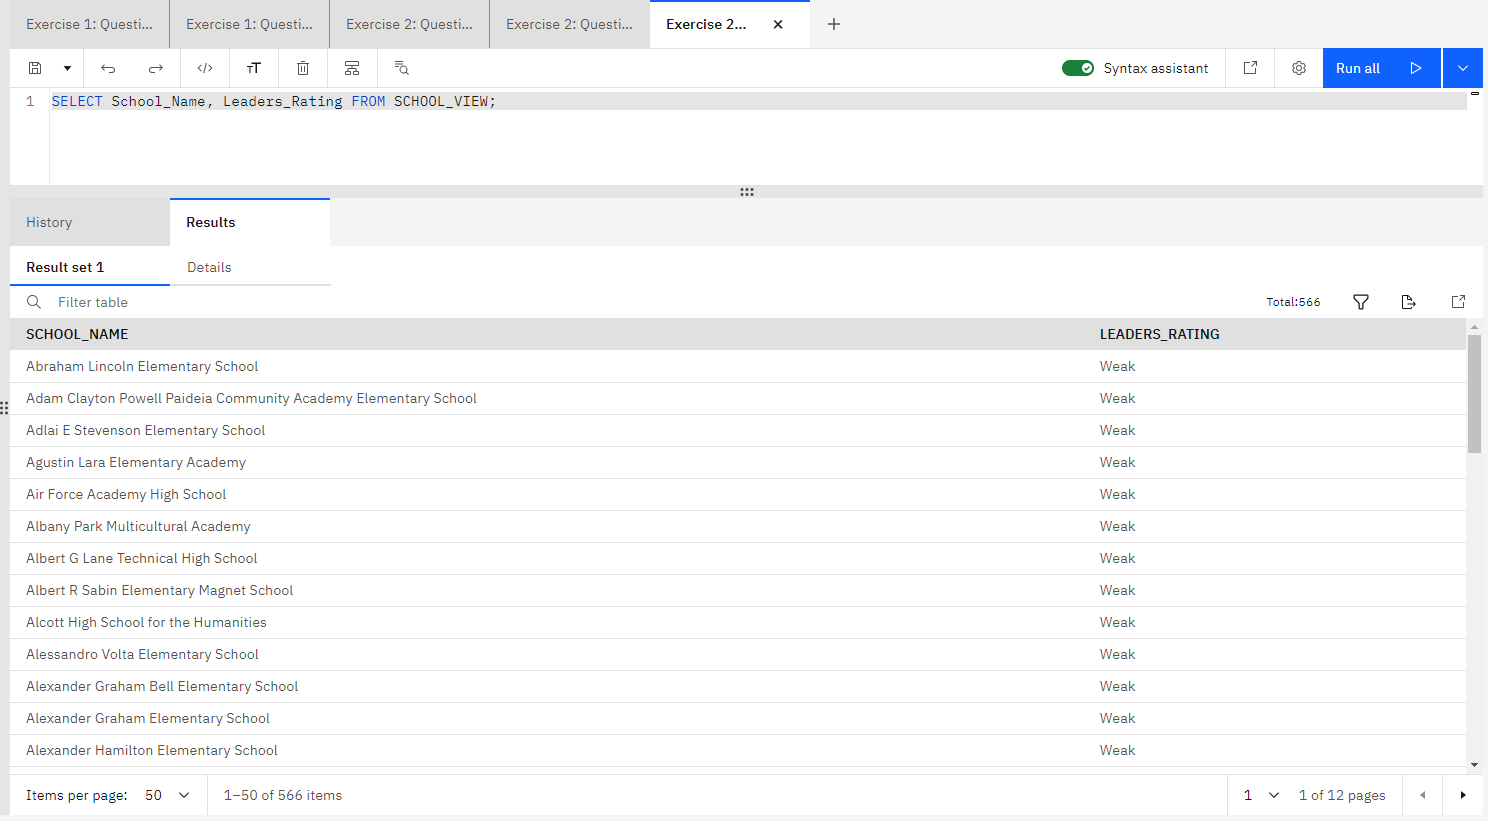 Exercise 1: Questi... Exercise 1: Questi... Exercise 2: Questi... Exercise 2: Questi... Exercise 2...
Syntax assistant Run all
1 SELECT School_Name, Leaders_Rating FROM SCHOOL_VIEW;
History Results
Result set 1 Details
Filter table Total:566
SCHOOL_NAME LEADERS_RATING
Abraham Lincoln Elementary School Weak
Adam Clayton Powell Paideia Community Academy Elementary School Weak
Adlai E Stevenson Elementary School Weak
Agustin Lara Elementary Academy Weak
Air Force Academy High School Weak
Albany Park Multicultural Academy Weak
Albert G Lane Technical High School Weak
Albert R Sabin Elementary Magnet School Weak
Alcott High School for the Humanities Weak
Alessandro Volta Elementary School Weak
Alexander Graham Bell Elementary School Weak
Alexander Graham Elementary School Weak
Alexander Hamilton Elementary School Weak
Items per page: 50 1–50 of 566 items 1 1 of 12 pages